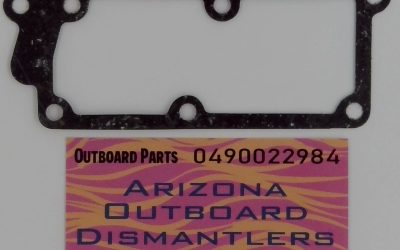 OUTBOARD PARTS 0490022984
ARIZONA
OUTBOARD
DISMANTLERS